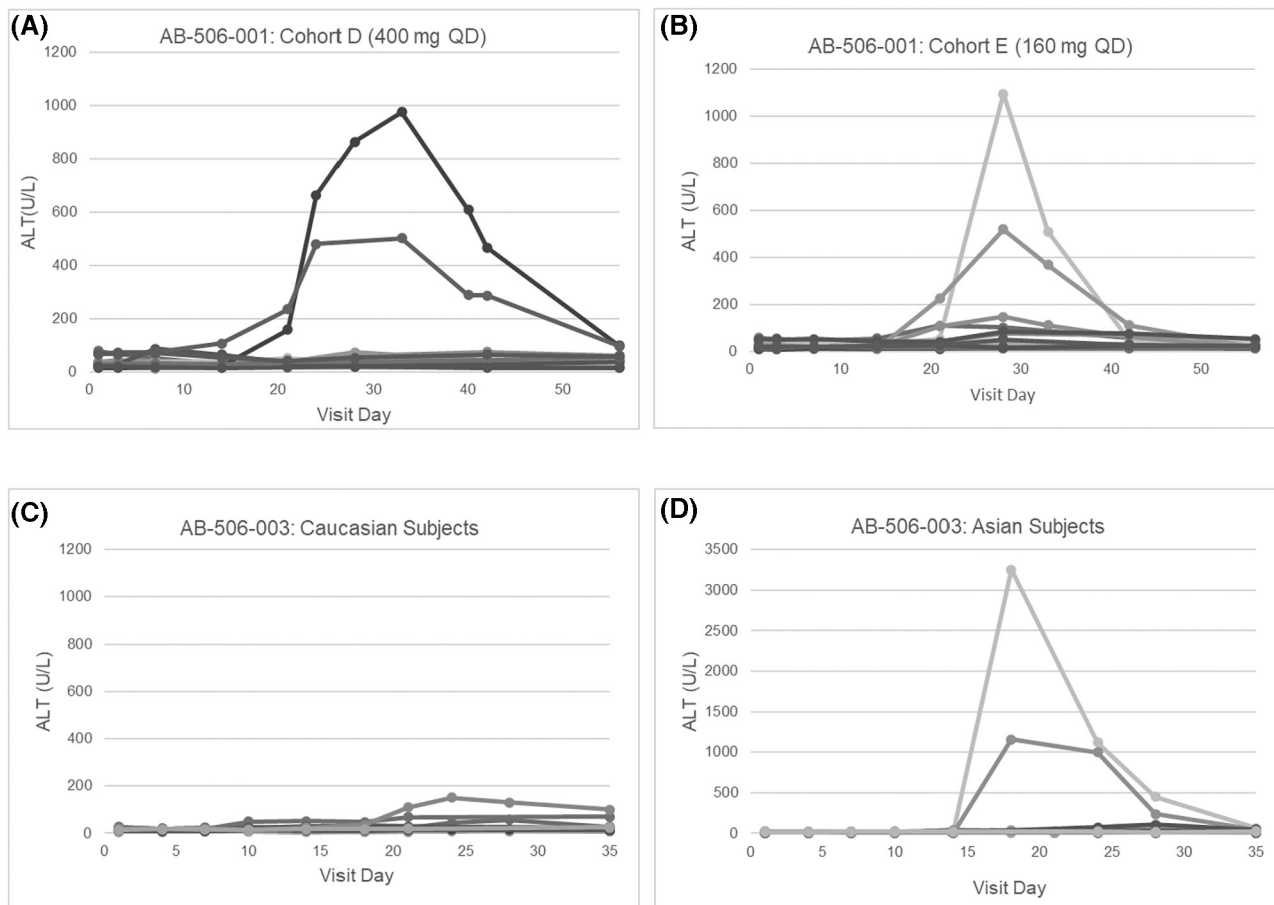 (A)
AB-506-001: Cohort D (400 mg QD)
1200
1000
800
600
400
200
0
ALT(U/L)
0 10 20 30 40 50
Visit Day
(B)
AB-506-001: Cohort E (160 mg QD)
1200
1000
800
600
400
200
0
ALT (U/L)
0 10 20 30 40 50
Visit Day
(C)
AB-506-003: Caucasian Subjects
1200
1000
800
600
400
200
0
ALT (U/L)
0 5 10 15 20 25 30 35
Visit Day
(D)
AB-506-003: Asian Subjects
3500
3000
2500
2000
1500
1000
500
0
ALT (U/L)
0 5 10 15 20 25 30 35
Visit Day